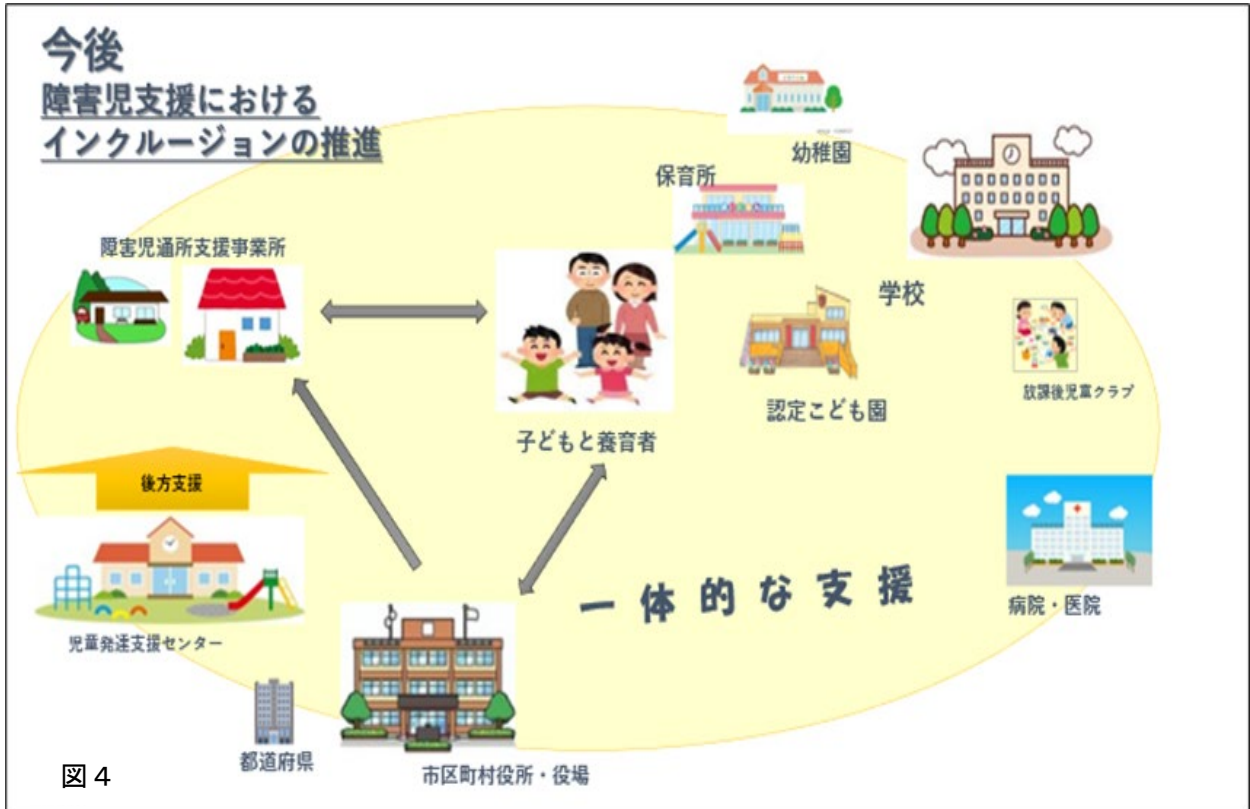 今後
障害児支援における
インクルージョンの推進
幼稚園
保育所
障害児通所支援事業所
学校
放課後児童クラブ
認定こども園
子どもと養育者
後方支援
一体的な支援
病院・医院
児童発達支援センター
都道府県
市区町村役所・役場
図4